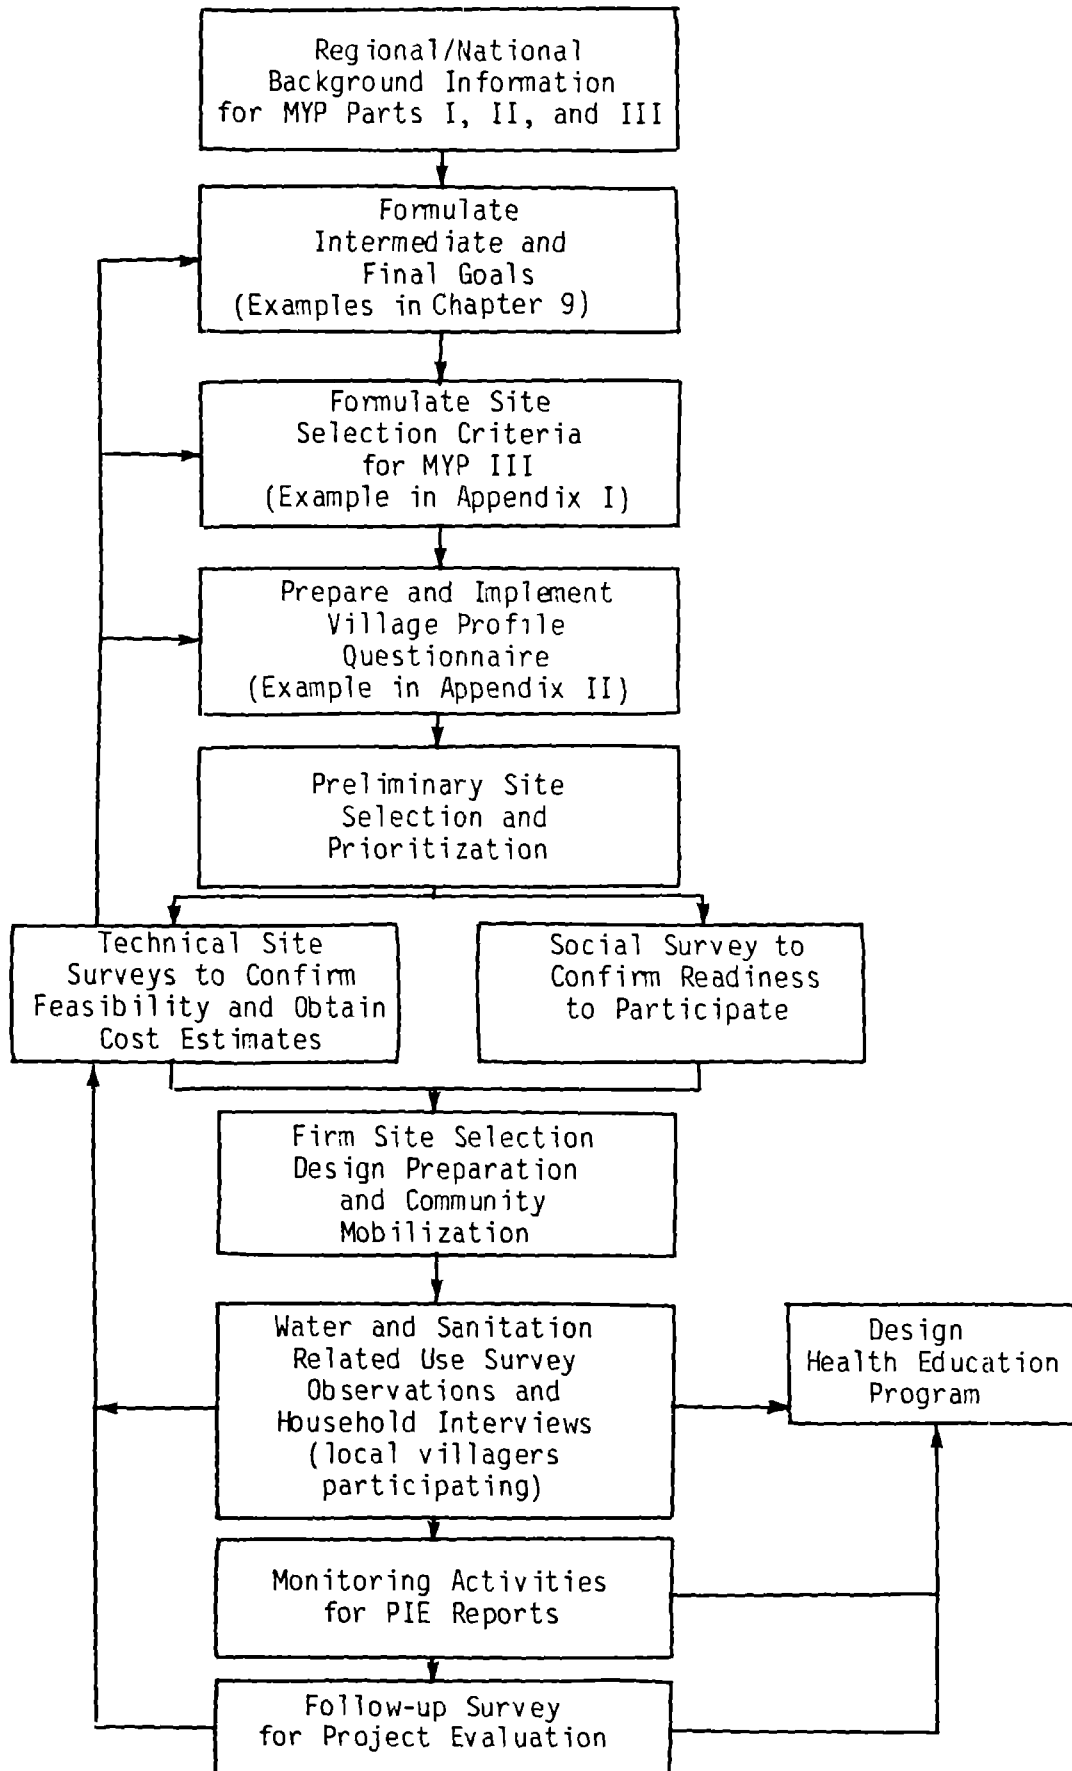 Regional/National
Background Information
for MYP Parts I, II, and III
Formulate
Intermediate and
Final Goals
(Examples in Chapter 9)
Formulate Site
Selection Criteria
for MYP III
(Example in Appendix I)
Prepare and Implement
Village Profile
Questionnaire
(Example in Appendix II)
Preliminary Site
Selection and
Prioritization
Technical Site
Surveys to Confirm
Feasibility and Obtain
Cost Estimates
Social Survey to
Confirm Readiness
to Participate
Firm Site Selection
Design Preparation
and Community
Mobilization
Water and Sanitation
Related Use Survey
Observations and
Household Interviews
(local villagers
participating)
Design
Health Education
Program
Monitoring Activities
for PIE Reports
Follow-up Survey
for Project Evaluation